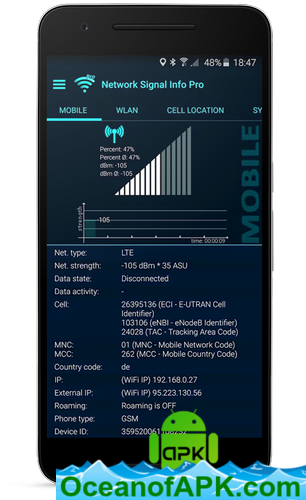 48% 18:47
Pro
Network Signal Info Pro
MOBILE WLAN CELL LOCATION SY
Percent: 47%
Percent Ø: 47%
dBm: -105
dBm Ø: -105
MOBILE
strength
-105
time: 00:00:09
Net. type: LTE
Net. strength: -105 dBm * 35 ASU
Data state: Disconnected
Data activity: -
Cell: 26395136 (ECI - E-UTRAN Cell
Identifier)
103106 (eNBI - eNodeB Identifier)
24028 (TAC - Tracking Area Code)
MNC: 01 (MNC - Mobile Network Code)
MCC: 262 (MCC - Mobile Country Code)
Country code: de
IP: (WiFi IP) 192.168.0.27
External IP: (WiFi IP) 95.223.130.56
Roaming: Roaming is OFF
Phone type: GSM
Device ID:
APK
OceanofAPK.com